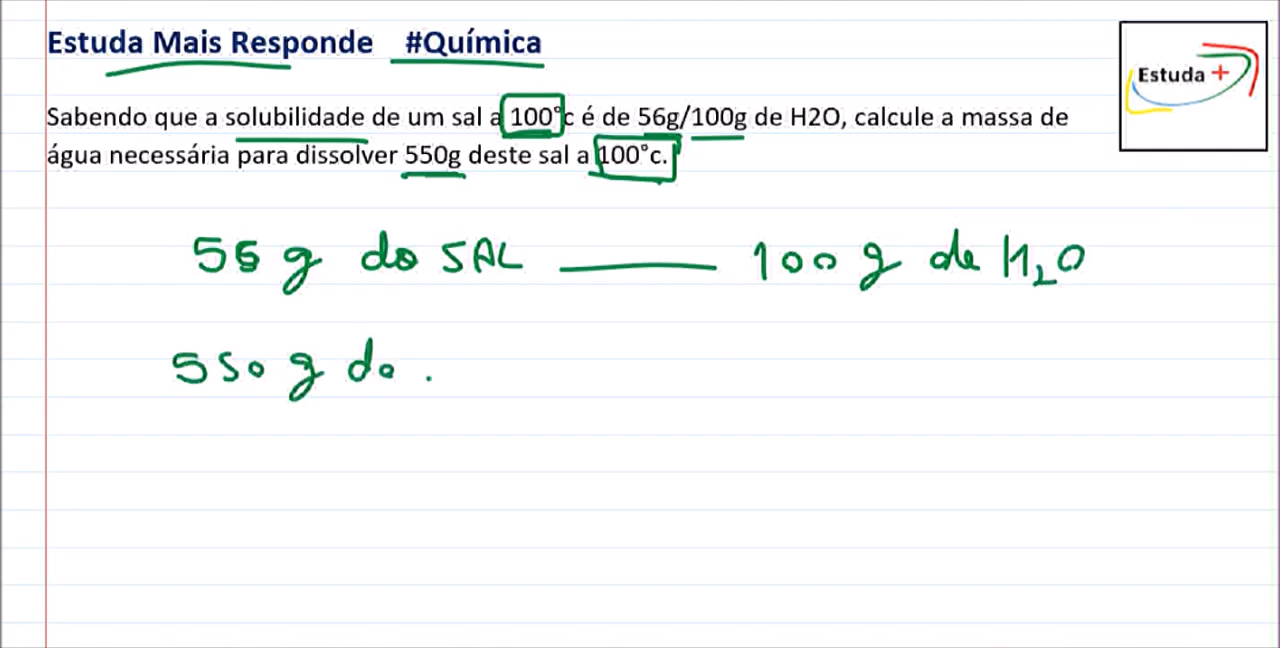 Estuda Mais Responde #Química
Estuda +
Sabendo que a solubilidade de um sal a 100°c é de 56g/100g de H2O, calcule a massa de
água necessária para dissolver 550g deste sal a 100°c.
56 g do SAL ——— 100 g de H2O
550 g do .